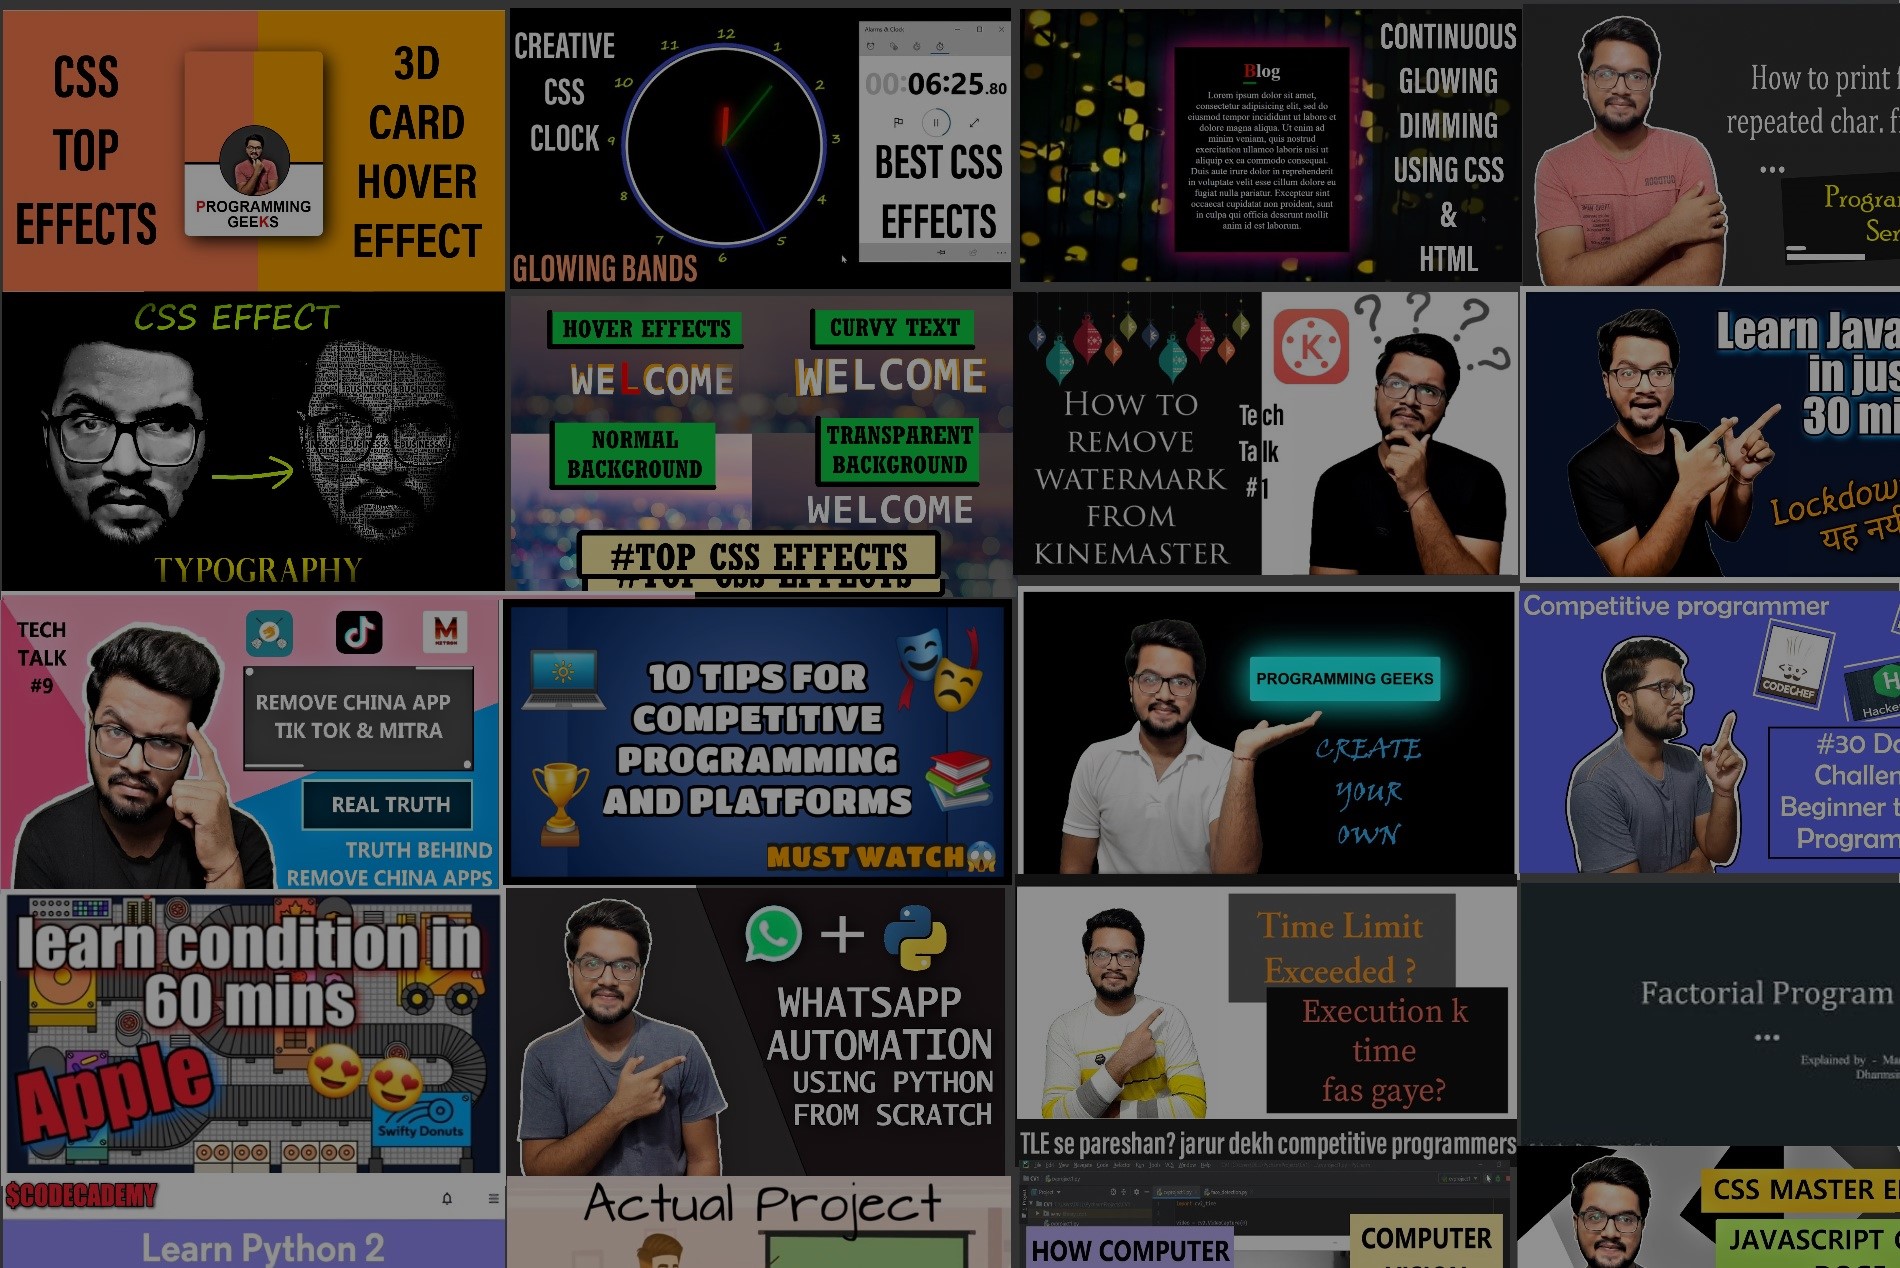 CSS
TOP
EFFECTS
PROGRAMMING
GEEKS
3D
CARD
HOVER
EFFECT
CREATIVE
CSS
CLOCK
GLOWING BANDS
12
1
2
3
4
5
6
7
8
9
10
11
Alarms & Clock
00:06:25.80
BEST CSS
EFFECTS
Blog
Lorem ipsum dolor sit amet,
consectetur adipisicing elit, sed do
eiusmod tempor incididunt ut labore et
dolore magna aliqua. Ut enim ad
minim veniam, quis nostrud
exercitation ullamco laboris nisi ut
aliquip ex ea commodo consequat.
Duis aute irure dolor in reprehenderit
in voluptate velit esse cillum dolore eu
fugiat nulla pariatur. Excepteur sint
occaecat cupidatat non proident, sunt
in culpa qui officia deserunt mollit
anim id est laborum.
CONTINUOUS
GLOWING
DIMMING
USING CSS
&
HTML
How to print
repeated char.
CSS EFFECT
TYPOGRAPHY
HOVER EFFECTS
WELCOME
CURVY TEXT
WELCOME
NORMAL
BACKGROUND
TRANSPARENT
BACKGROUND
WELCOME
#TOP CSS EFFECTS
#TOP CSS EFFECTS
HOW TO
REMOVE
WATERMARK
FROM
KINEMASTER
Tech
Talk
#1
K
Learn Java
in jus
30 mi
Lockdow
यह नयी
TECH
TALK
#9
REMOVE CHINA APP
TIK TOK & MITRA
REAL TRUTH
TRUTH BEHIND
REMOVE CHINA APPS
M
MITRON
10 TIPS FOR
COMPETITIVE
PROGRAMMING
AND PLATFORMS
MUST WATCH
PROGRAMMING GEEKS
CREATE
YOUR
OWN
Competitive programmer
CODECHEF
H
Hacke
#30 Da
Challen
Beginner t
Program
learn condition in
60 mins
Apple
Swifty Donuts
WHATSAPP
AUTOMATION
USING PYTHON
FROM SCRATCH
Time Limit
Exceeded ?
Execution k
time
fas gaye?
TLE se pareshan? jarur dekh competitive programmers
Factorial Program
Explained by - Ma
Dharmsi
$CODECADEMY
Learn Python 2
Actual Project
HOW COMPUTER
COMPUTER
VISION
CSS MASTER E
JAVASCRIPT